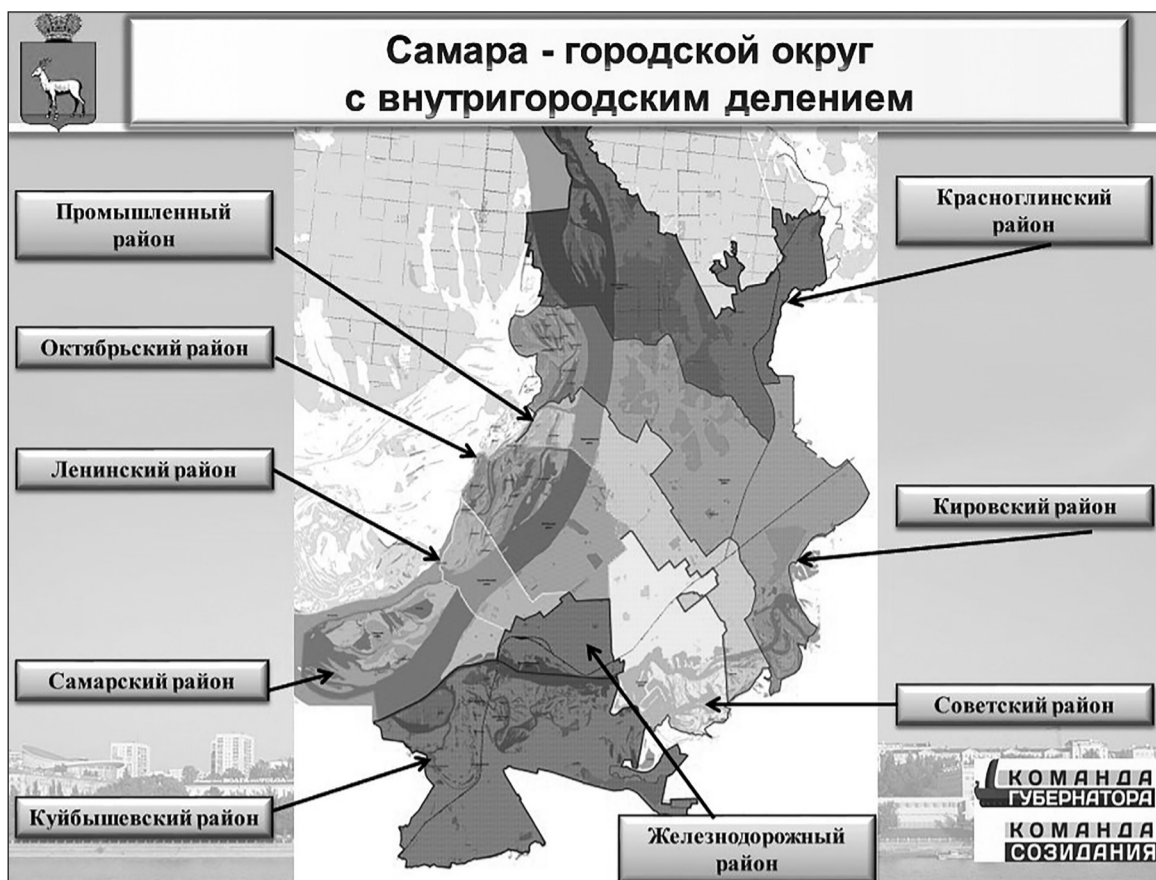 Самара - городской округ
с внутригородским делением
Промышленный
район
Октябрьский район
Ленинский район
Самарский район
Куйбышевский район
Красноглинский
район
Кировский район
Советский район
Железнодорожный
район
КОМАНДА
ГУБЕРНАТОРА
КОМАНДА
СОЗИДАНИЯ